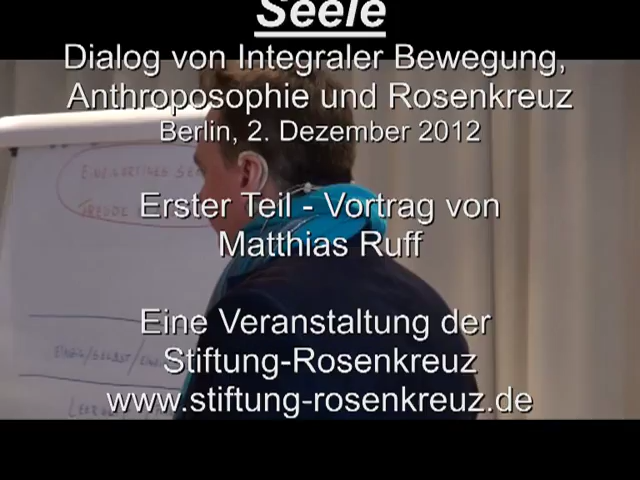 Seele
Dialog von Integraler Bewegung,
Anthroposophie und Rosenkreuz
Berlin, 2. Dezember 2012
Erster Teil - Vortrag von
Matthias Ruff
Eine Veranstaltung der
Stiftung-Rosenkreuz
www.stiftung-rosenkreuz.de